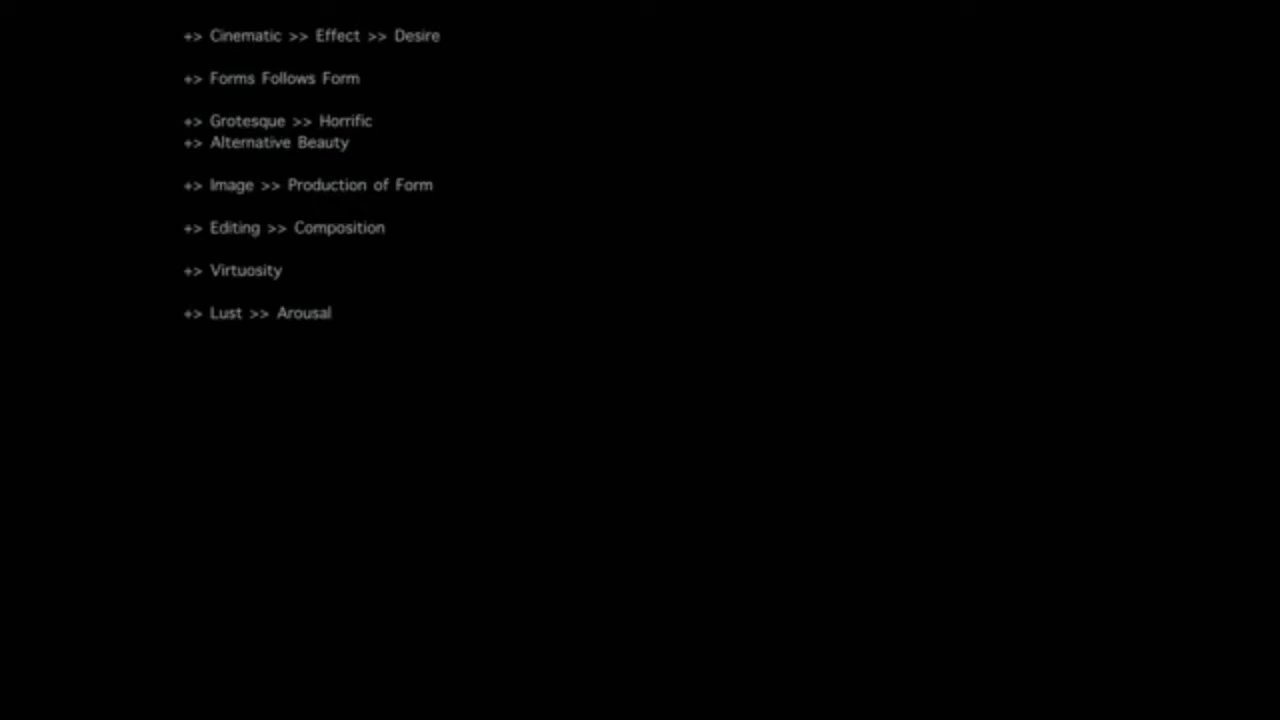 +> Cinematic >> Effect >> Desire
+> Forms Follows Form
+> Grotesque >> Horrific
+> Alternative Beauty
+> Image >> Production of Form
+> Editing >> Composition
+> Virtuosity
+> Lust >> Arousal